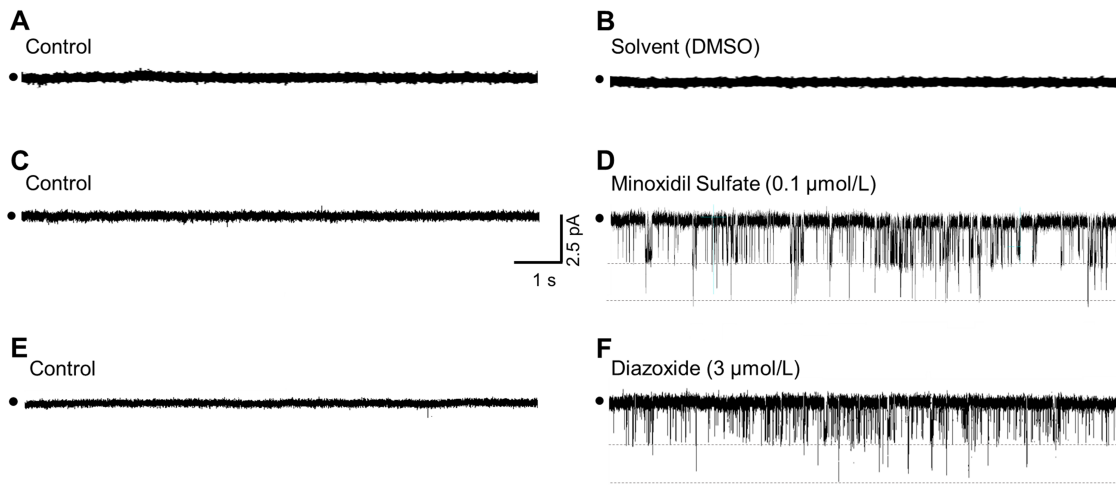 A
Control
B
Solvent (DMSO)
C
Control
D
Minoxidil Sulfate (0.1 µmol/L)
2.5 pA
1 s
E
Control
F
Diazoxide (3 µmol/L)